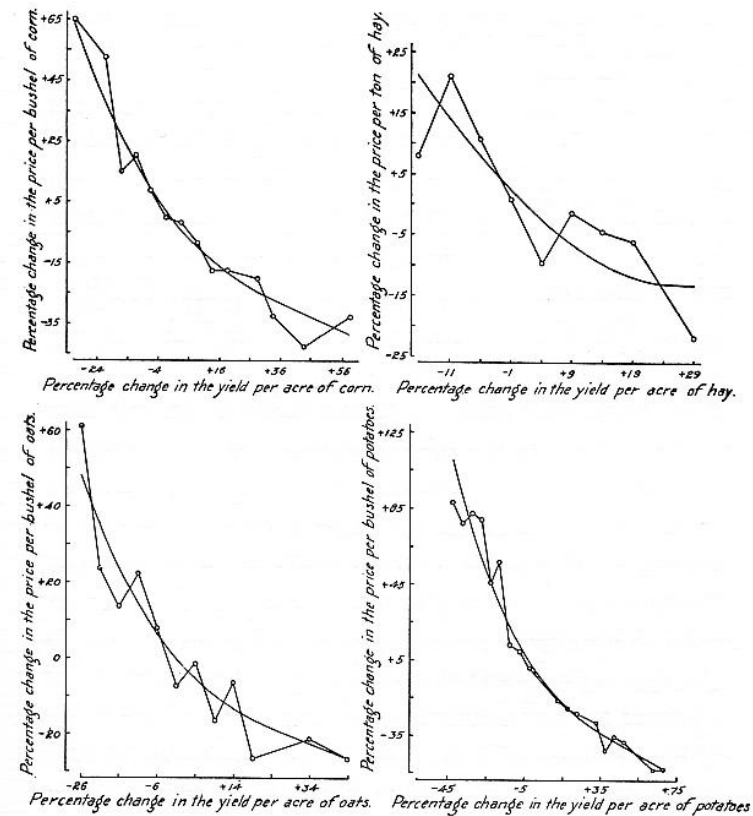 Percentage change in the price per bushel of corn.
+65
+45
+25
+5
-15
-35
-24 -4 +16 +36 +56
Percentage change in the yield per acre of corn.
Percentage change in the price per ton of hay.
+25
+15
+5
-5
-15
-25
-11 -1 +9 +19 +29
Percentage change in the yield per acre of hay.
Percentage change in the price per bushel of oats.
+60
+40
+20
0
-20
-26 -6 +14 +34
Percentage change in the yield per acre of oats.
Percentage change in the price per bushel of potatoes.
+125
+85
+45
+5
-35
-45 -5 +35 +75
Percentage change in the yield per acre of potatoes